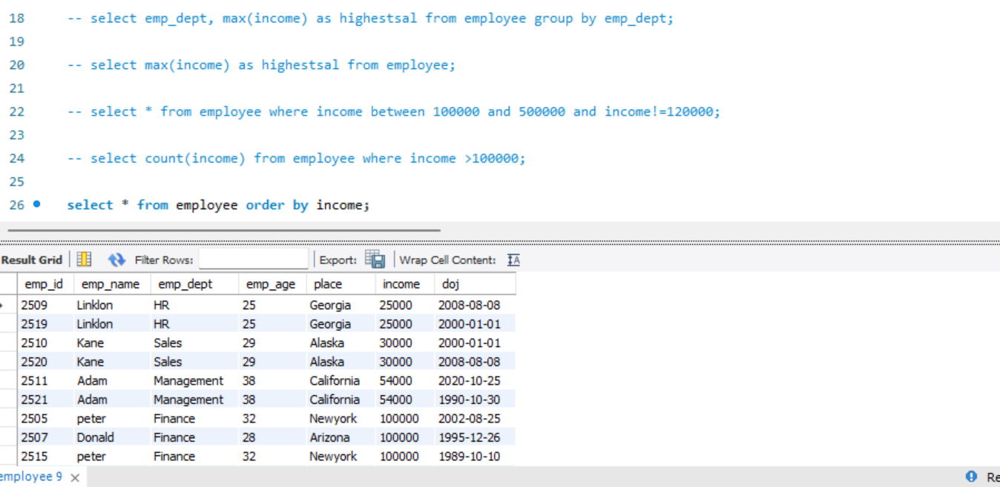 18 -- select emp_dept, max(income) as highestsal from employee group by emp_dept;
19
20 -- select max(income) as highestsal from employee;
21
22 -- select * from employee where income between 100000 and 500000 and income!=120000;
23
24 -- select count(income) from employee where income >100000;
25
26 select * from employee order by income;
Result Grid Filter Rows: Export: Wrap Cell Content: IA
emp_id emp_name emp_dept emp_age place income doj
2509 Linklon HR 25 Georgia 25000 2008-08-08
2519 Linklon HR 25 Georgia 25000 2000-01-01
2510 Kane Sales 29 Alaska 30000 2000-01-01
2520 Kane Sales 29 Alaska 30000 2008-08-08
2511 Adam Management 38 California 54000 2020-10-25
2521 Adam Management 38 California 54000 1990-10-30
2505 peter Finance 32 Newyork 100000 2002-08-25
2507 Donald Finance 28 Arizona 100000 1995-12-26
2515 peter Finance 32 Newyork 100000 1989-10-10
employee 9 × Re